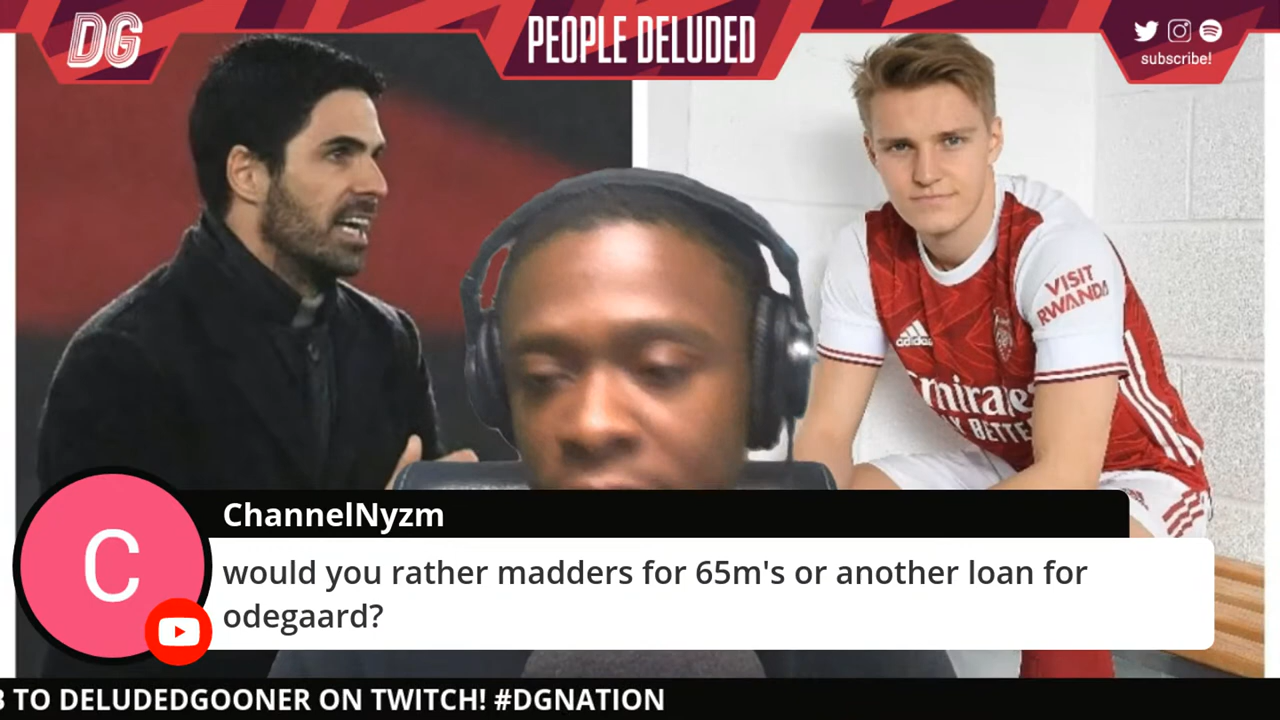 DG
PEOPLE DELUDED
subscribe!
VISIT
RWANDA
adidas
Emirates
BETTER
C
ChannelNyzm
would you rather madders for 65m's or another loan for
odegaard?
TO DELUDEDGOONER ON TWITCH! #DGNATION